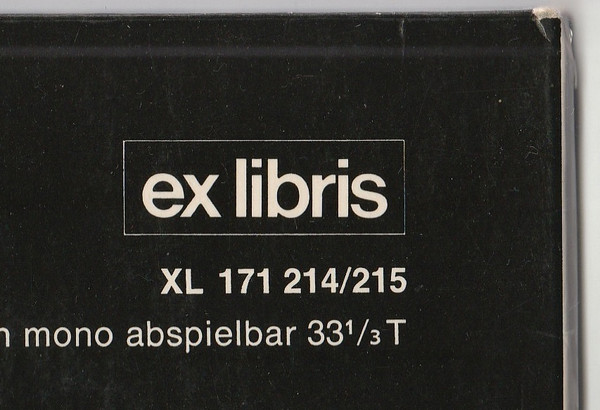 ex libris
XL 171 214/215
mono abspielbar 33¹/₃ T